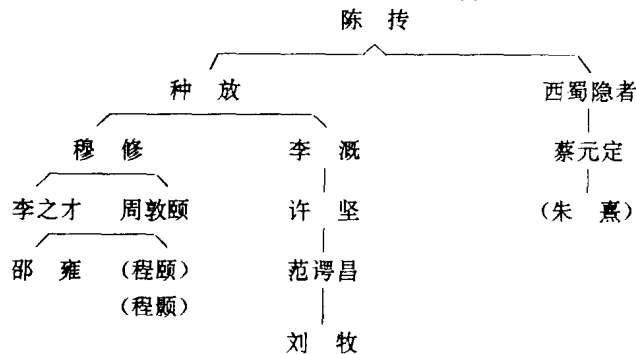 陈 抟
种 放 西蜀隐者
穆 修 李 溉 蔡元定
李之才 周敦颐 许 坚 (朱 熹)
邵 雍 (程颐) 范谔昌
(程颢)
刘 牧